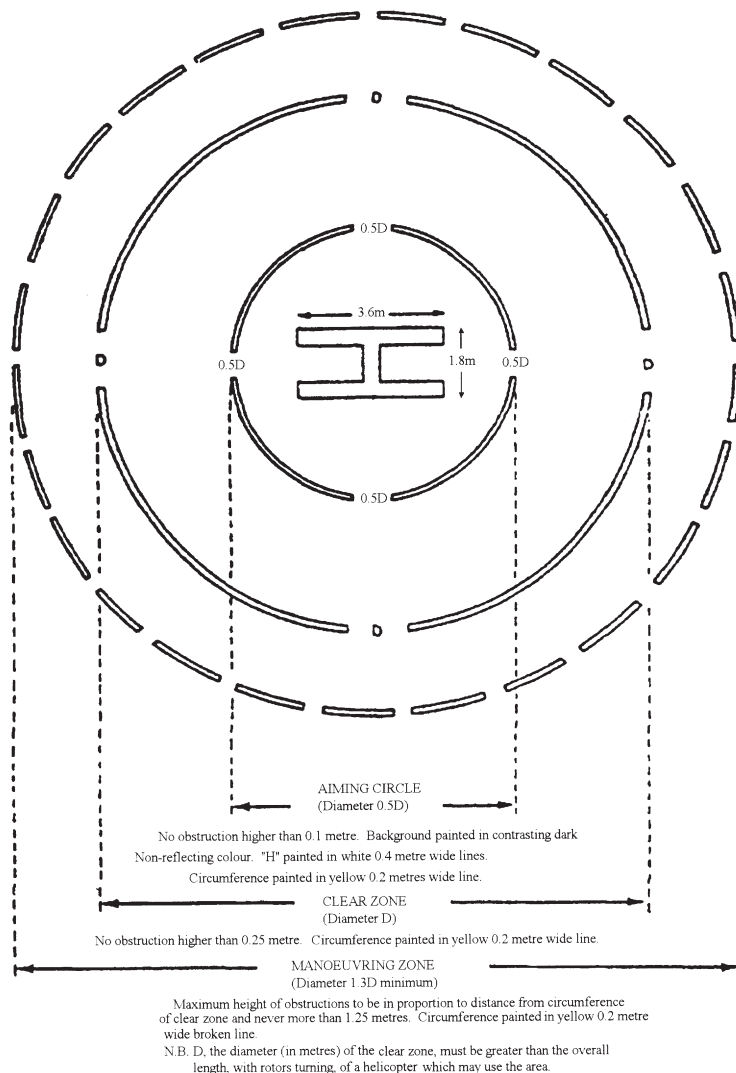 D
0.5D
3.6m
1.8m
H
D
0.5D
0.5D
D
0.5D
D
AIMING CIRCLE
(Diameter 0.5D)
No obstruction higher than 0.1 metre. Background painted in contrasting dark
Non-reflecting colour. "H" painted in white 0.4 metre wide lines.
Circumference painted in yellow 0.2 metres wide line.
CLEAR ZONE
(Diameter D)
No obstruction higher than 0.25 metre. Circumference painted in yellow 0.2 metre wide line.
MANOEUVRING ZONE
(Diameter 1.3D minimum)
Maximum height of obstructions to be in proportion to distance from circumference
of clear zone and never more than 1.25 metres. Circumference painted in yellow 0.2 metre
wide broken line.
N.B. D, the diameter (in metres) of the clear zone, must be greater than the overall
length, with rotors turning, of a helicopter which may use the area.